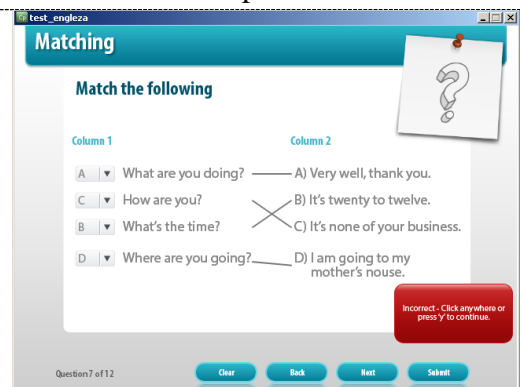 test_engleza
Matching
Match the following
Column 1 Column 2
A What are you doing? A) Very well, thank you.
C How are you? B) It's twenty to twelve.
B What's the time? C) It's none of your business.
D Where are you going? D) I am going to my
mother's nouse.
Incorrect - Click anywhere or
press 'y' to continue.
Question 7 of 12 Clear Back Next Submit